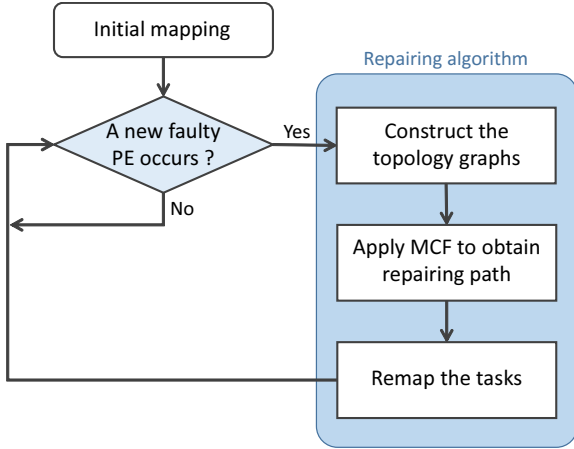 Initial mapping
Repairing algorithm
A new faulty
PE occurs ?
Yes
No
Construct the
topology graphs
Apply MCF to obtain
repairing path
Remap the tasks